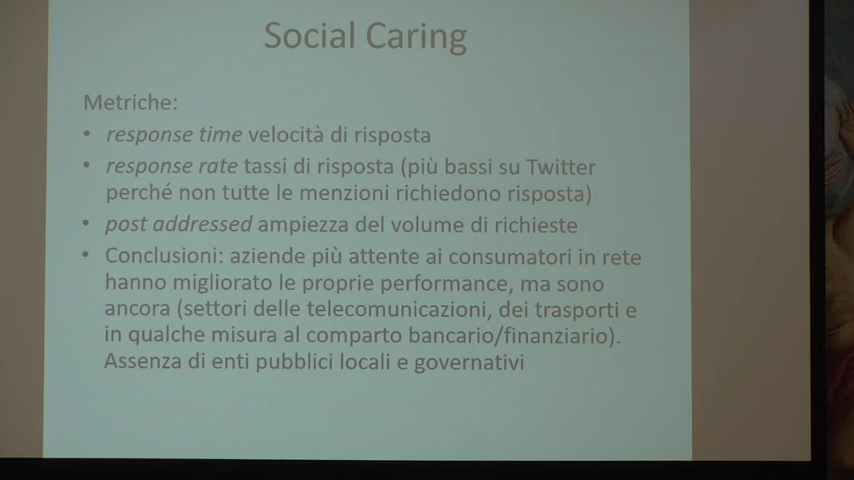 Social Caring
Metriche:
• response time velocità di risposta
• response rate tassi di risposta (più bassi su Twitter
perché non tutte le menzioni richiedono risposta)
• post addressed ampiezza del volume di richieste
• Conclusioni: aziende più attente ai consumatori in rete
hanno migliorato le proprie performance, ma sono
ancora (settori delle telecomunicazioni, dei trasporti e
in qualche misura al comparto bancario/finanziario).
Assenza di enti pubblici locali e governativi